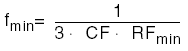 f_min = 1 / (3 · CF · RF_min)